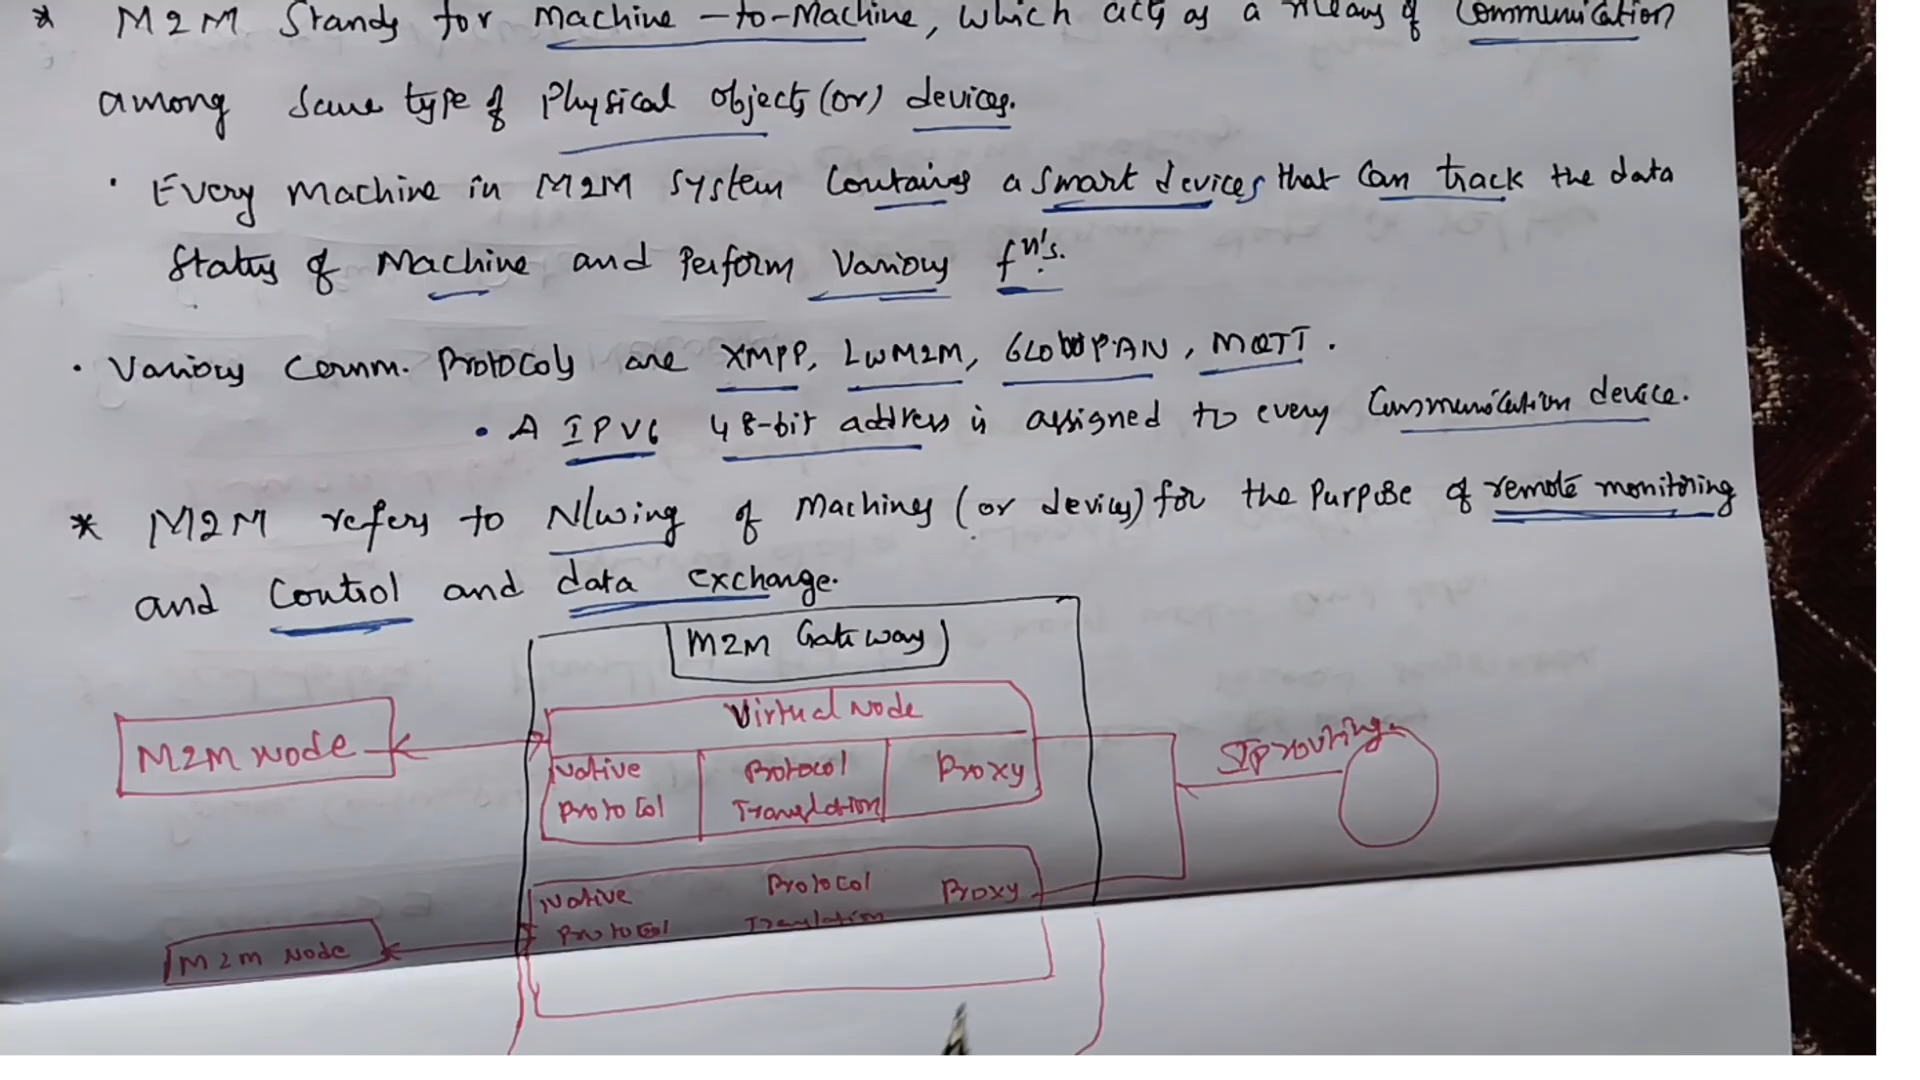 * M2M Stands for Machine-to-Machine, which acts as a means of Communication
among same type of Physical objects (or) devices.
· Every Machine in M2M System Contains a smart devices that Can track the data
Status of Machine and Perform Various fn's.
· Various Comm. Protocols are XMPP, LWM2M, 6LOWPAN, MQTT.
• A IPV6 48-bit address is assigned to every Communication device.
* M2M refers to N/wing of Machines (or devices) for the Purpose of remote monitoring
and Control and data exchange.
M2M Gateway
Virtual Node
M2M Node
Native Protocol
Protocol Translation
Proxy
IP routing
Native Protocol
Protocol Translation
Proxy
M2M Node